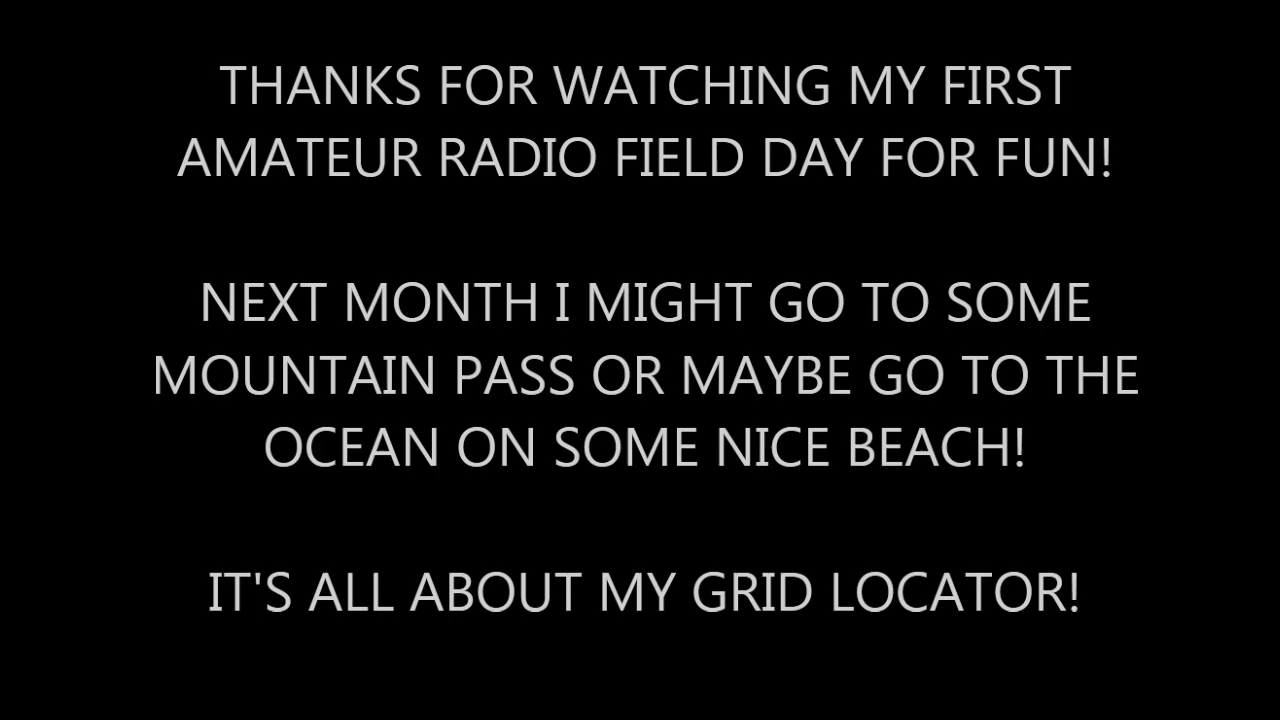 THANKS FOR WATCHING MY FIRST
AMATEUR RADIO FIELD DAY FOR FUN!
NEXT MONTH I MIGHT GO TO SOME
MOUNTAIN PASS OR MAYBE GO TO THE
OCEAN ON SOME NICE BEACH!
IT'S ALL ABOUT MY GRID LOCATOR!